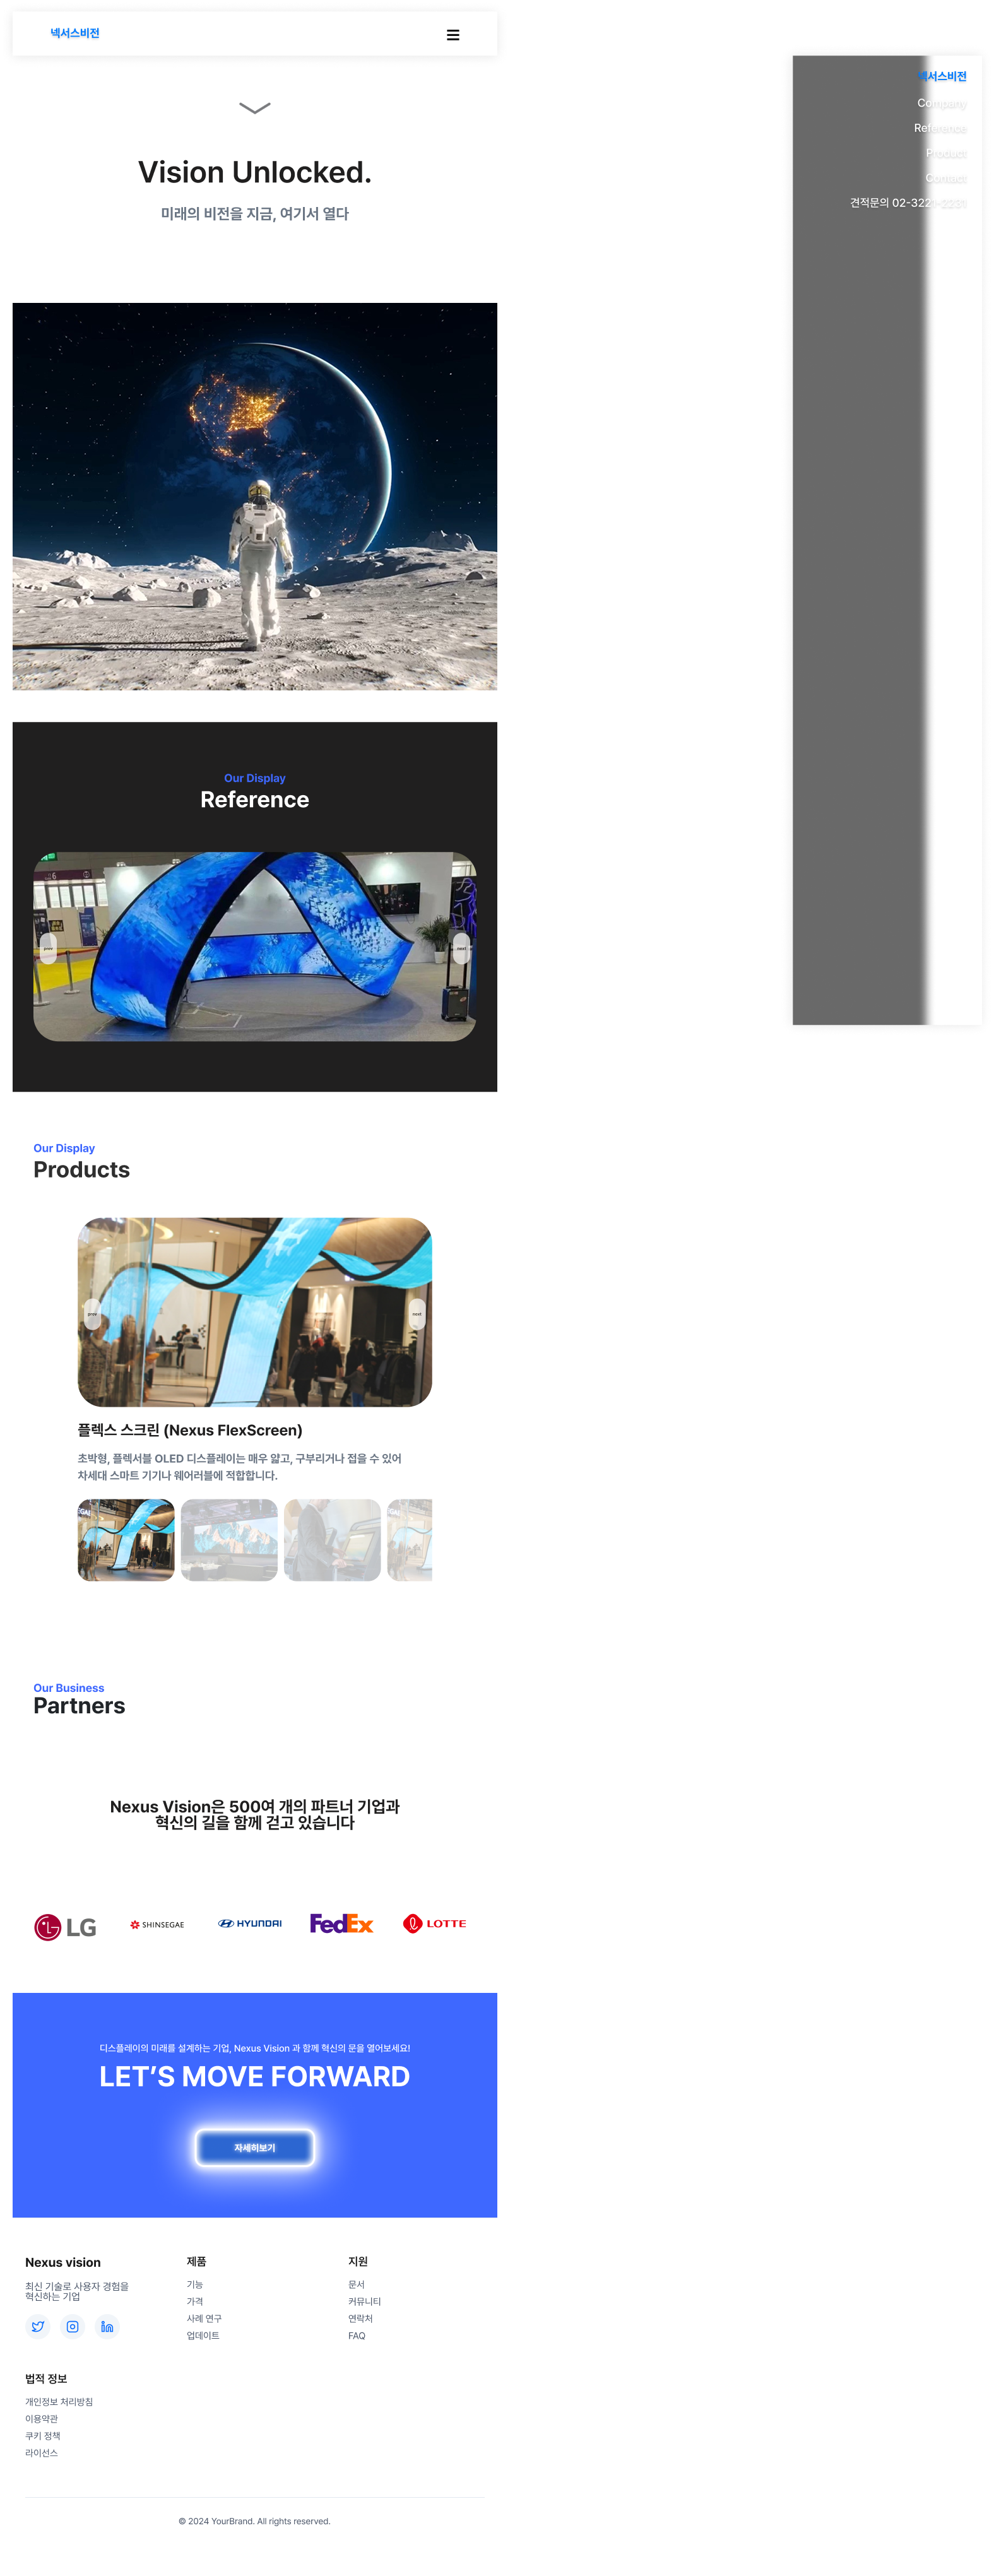 넥서스비전
넥서스비전
Company
Reference
Product
Contact
견적문의 02-3221-2231
Vision Unlocked.
미래의 비전을 지금, 여기서 열다
Our Display
Reference
prev
next
Our Display
Products
prev
next
플렉스 스크린 (Nexus FlexScreen)
초박형, 플렉서블 OLED 디스플레이는 매우 얇고, 구부리거나 접을 수 있어
차세대 스마트 기기나 웨어러블에 적합합니다.
Our Business
Partners
Nexus Vision은 500여 개의 파트너 기업과
혁신의 길을 함께 걷고 있습니다
LG
SHINSEGAE
HYUNDAI
FedEx
LOTTE
디스플레이의 미래를 설계하는 기업, Nexus Vision 과 함께 혁신의 문을 열어보세요!
LET’S MOVE FORWARD
자세히보기
Nexus vision
최신 기술로 사용자 경험을
혁신하는 기업
제품
기능
가격
사례 연구
업데이트
지원
문서
커뮤니티
연락처
FAQ
법적 정보
개인정보 처리방침
이용약관
쿠키 정책
라이선스
© 2024 YourBrand. All rights reserved.